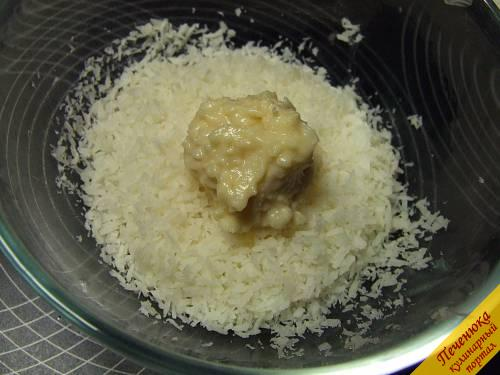 Печенюка
кулинарный
портал